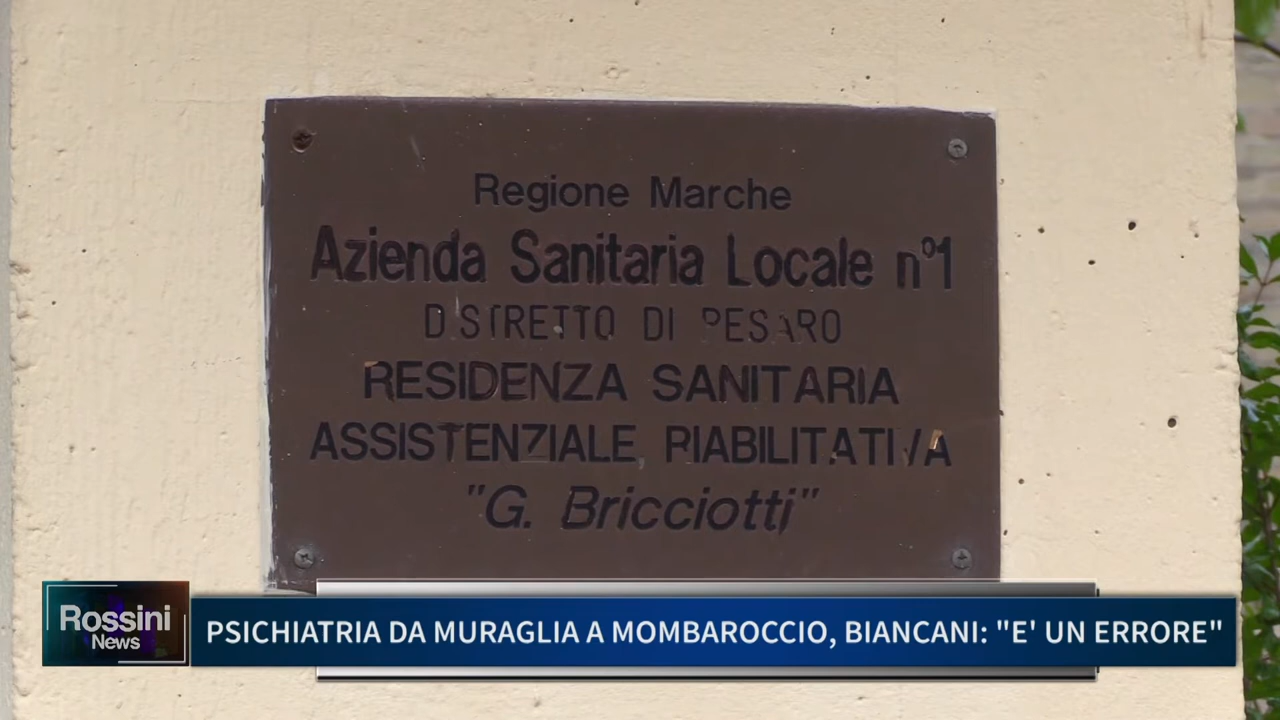 Regione Marche
Azienda Sanitaria Locale n°1
DISTRETTO DI PESARO
RESIDENZA SANITARIA
ASSISTENZIALE RIABILITATIVA
"G. Bricciotti"
Rossini
News
PSICHIATRIA DA MURAGLIA A MOMBAROCCIO, BIANCANI: "E' UN ERRORE"